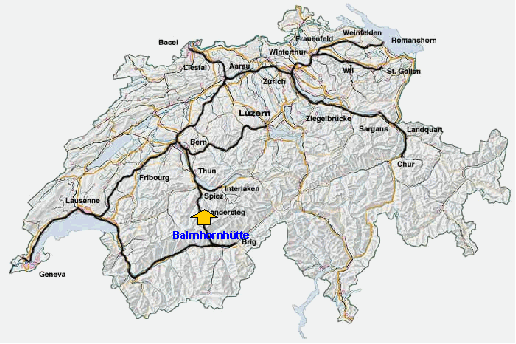 Weinfelden
Frauenfeld
Romanshorn
Basel
Winterthur
Liestal
Aarau
Wil
St. Gallen
Zürich
Luzern
Ziegelbrücke
Sargans
Landquart
Bern
Chur
Thun
Fribourg
Interlaken
Lausanne
Spiez
andersteg
Balmhornhütte
Brig
Geneva